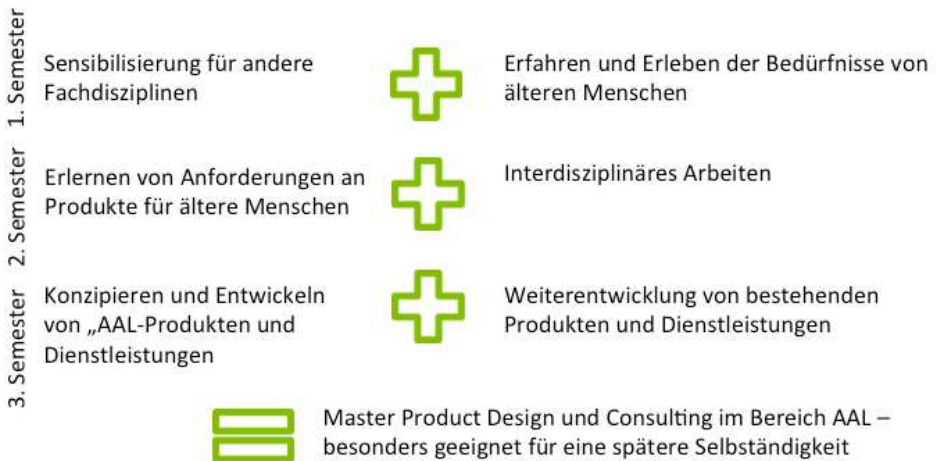 1. Semester
Sensibilisierung für andere
Fachdisziplinen
Erfahren und Erleben der Bedürfnisse von
älteren Menschen
2. Semester
Erlernen von Anforderungen an
Produkte für ältere Menschen
Interdisziplinäres Arbeiten
3. Semester
Konzipieren und Entwickeln
von „AAL-Produkten und
Dienstleistungen
Weiterentwicklung von bestehenden
Produkten und Dienstleistungen
Master Product Design und Consulting im Bereich AAL –
besonders geeignet für eine spätere Selbständigkeit